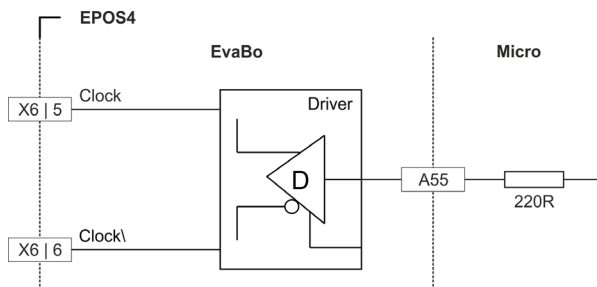 EPOS4
EvaBo
Micro
X6 | 5
Clock
Driver
D
A55
220R
X6 | 6
Clock\